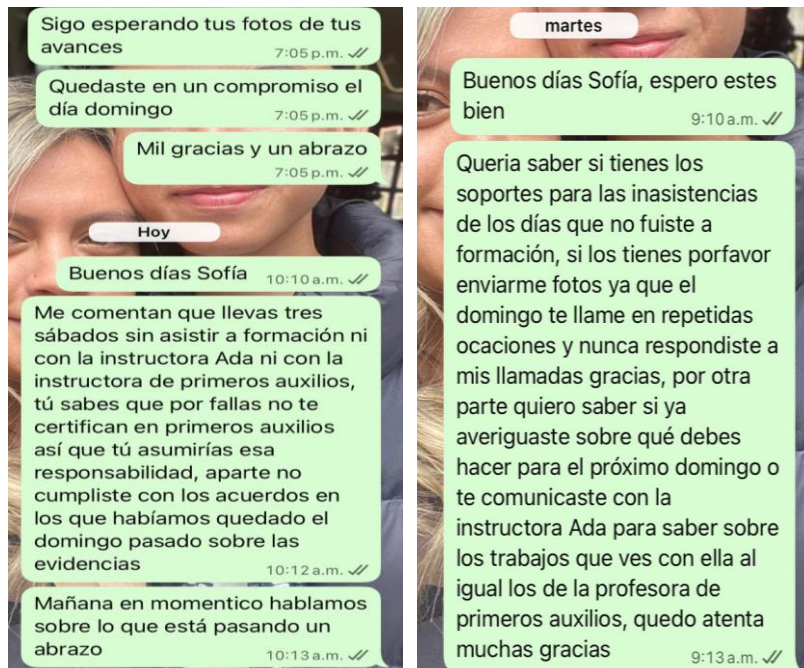 Sigo esperando tus fotos de tus
avances
7:05 p.m.
Quedaste en un compromiso el
día domingo
7:05 p.m.
Mil gracias y un abrazo
7:05 p.m.
Hoy
Buenos días Sofía 10:10 a.m.
Me comentan que llevas tres
sábados sin asistir a formación ni
con la instructora Ada ni con la
instructora de primeros auxilios,
tú sabes que por fallas no te
certifican en primeros auxilios
así que tú asumirías esa
responsabilidad, aparte no
cumpliste con los acuerdos en
los que habíamos quedado el
domingo pasado sobre las
evidencias
10:12 a.m.
Mañana en momentico hablamos
sobre lo que está pasando un
abrazo
10:13 a.m.
martes
Buenos días Sofía, espero estes
bien
9:10 a.m.
Queria saber si tienes los
soportes para las inasistencias
de los días que no fuiste a
formación, si los tienes porfavor
enviarme fotos ya que el
domingo te llame en repetidas
ocaciones y nunca respondiste a
mis llamadas gracias, por otra
parte quiero saber si ya
averiguaste sobre qué debes
hacer para el próximo domingo o
te comunicaste con la
instructora Ada para saber sobre
los trabajos que ves con ella al
igual los de la profesora de
primeros auxilios, quedo atenta
muchas gracias
9:13 a.m.